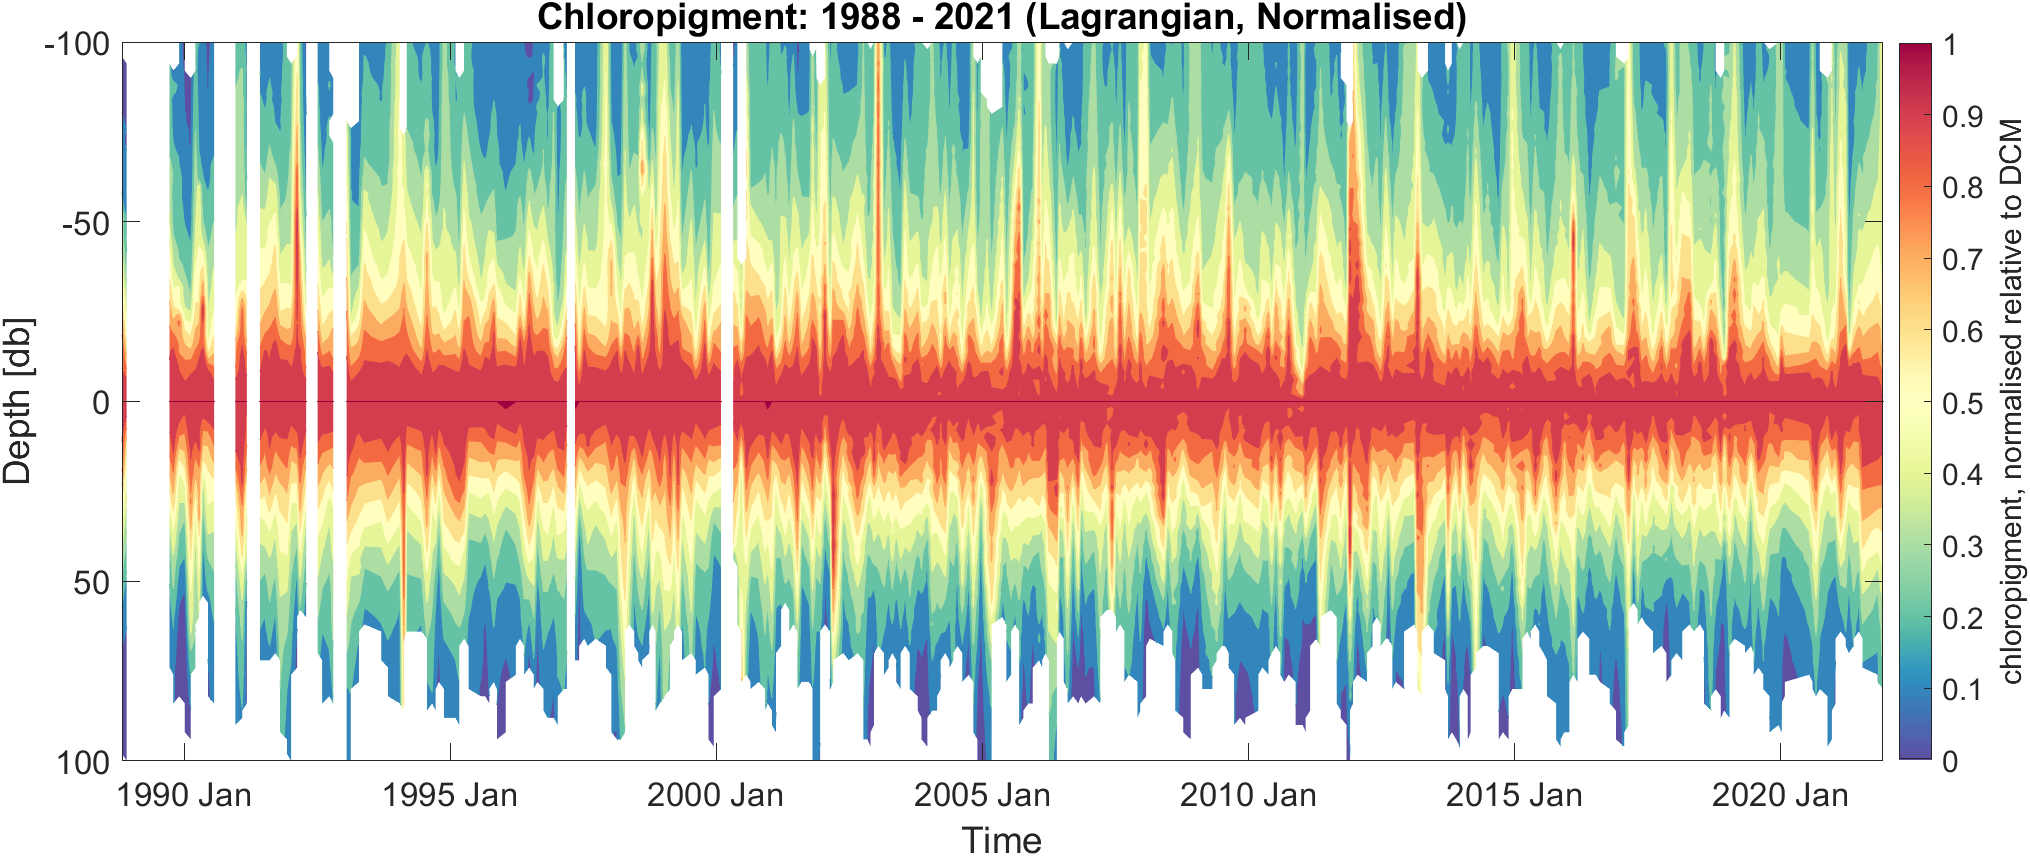 Chloropigment: 1988 - 2021 (Lagrangian, Normalised)
-100
-50
0
50
100
Depth [db]
1990 Jan
1995 Jan
2000 Jan
2005 Jan
2010 Jan
2015 Jan
2020 Jan
Time
1
0.9
0.8
0.7
0.6
0.5
0.4
0.3
0.2
0.1
0
chloropigment, normalised relative to DCM